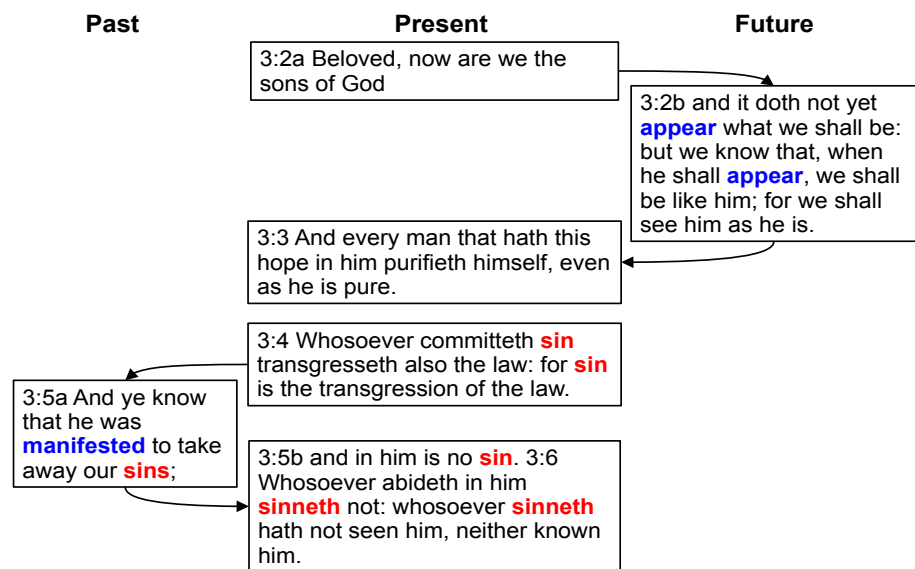 Past Present Future
3:2a Beloved, now are we the
sons of God
3:2b and it doth not yet
appear what we shall be:
but we know that, when
he shall appear, we shall
be like him; for we shall
see him as he is.
3:3 And every man that hath this
hope in him purifieth himself, even
as he is pure.
3:4 Whosoever committeth sin
transgresseth also the law: for sin
is the transgression of the law.
3:5a And ye know
that he was
manifested to take
away our sins;
3:5b and in him is no sin. 3:6
Whosoever abideth in him
sinneth not: whosoever sinneth
hath not seen him, neither known
him.